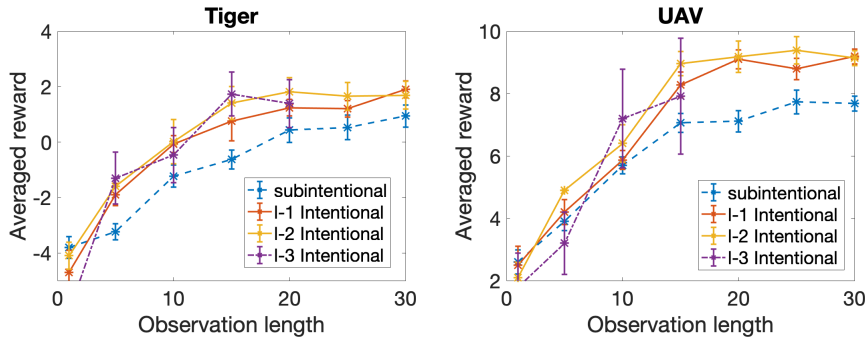 Tiger
Averaged reward
4
2
0
-2
-4
0
10
20
30
Observation length
subintentional
I-1 Intentional
I-2 Intentional
I-3 Intentional
UAV
Averaged reward
10
8
6
4
2
0
10
20
30
Observation length
subintentional
I-1 Intentional
I-2 Intentional
I-3 Intentional